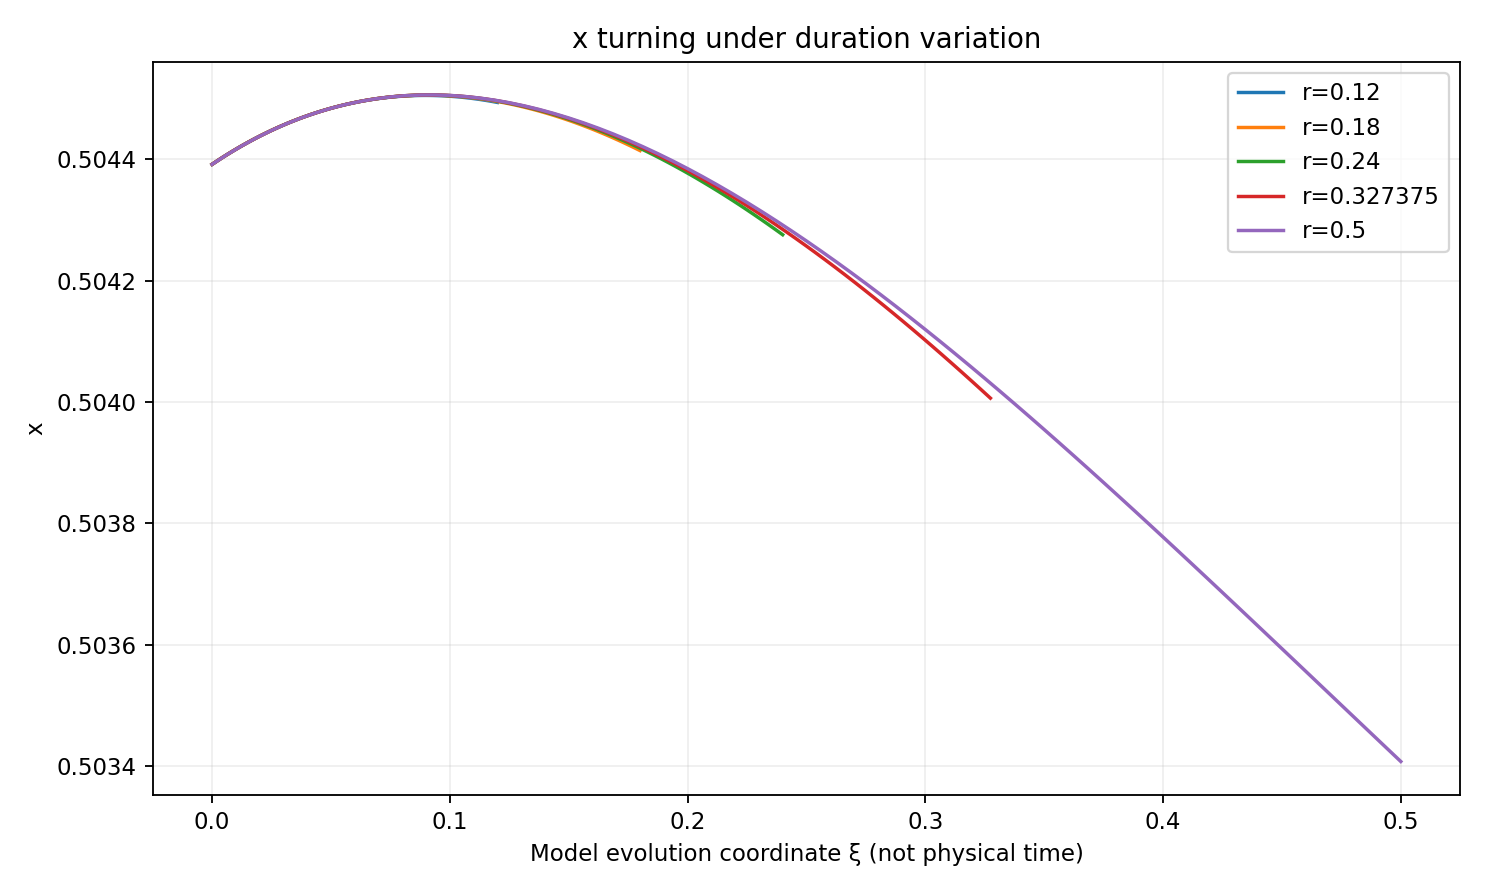 x turning under duration variation
r=0.12
r=0.18
r=0.24
r=0.327375
r=0.5
0.5044
0.5042
0.5040
0.5038
0.5036
0.5034
x
0.0 0.1 0.2 0.3 0.4 0.5
Model evolution coordinate ξ (not physical time)